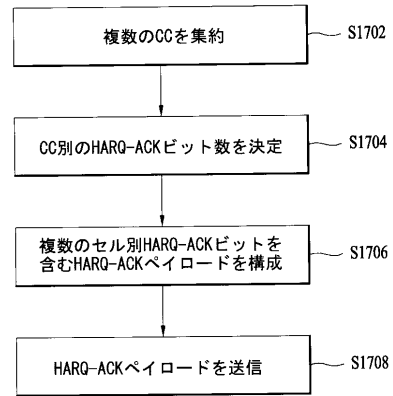 複数のCCを集約
S1702
CC別のHARQ-ACKビット数を決定
S1704
複数のセル別HARQ-ACKビットを
含むHARQ-ACKペイロードを構成
S1706
HARQ-ACKペイロードを送信
S1708